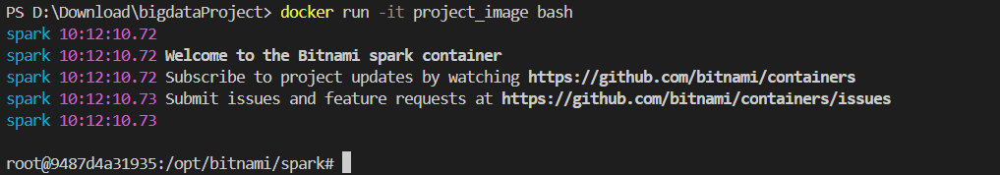 PS D:\Download\bigdataProject> docker run -it project_image bash
spark 10:12:10.72
spark 10:12:10.72 Welcome to the Bitnami spark container
spark 10:12:10.72 Subscribe to project updates by watching https://github.com/bitnami/containers
spark 10:12:10.73 Submit issues and feature requests at https://github.com/bitnami/containers/issues
spark 10:12:10.73
root@9487d4a31935:/opt/bitnami/spark#